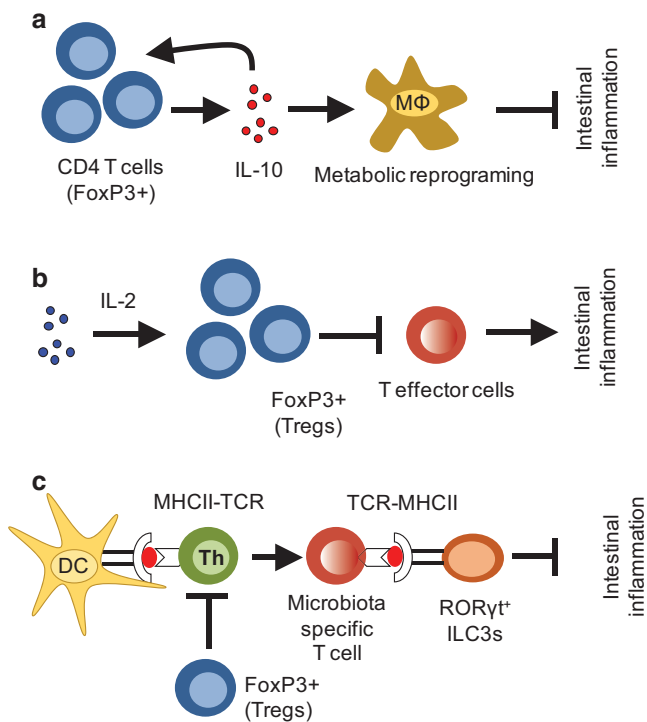 a
MΦ
CD4 T cells
(FoxP3+)
IL-10
Metabolic reprograming
Intestinal
inflammation
b
IL-2
FoxP3+
(Tregs)
T effector cells
Intestinal
inflammation
c
MHCII-TCR
TCR-MHCII
DC
Th
Microbiota
specific
T cell
RORγt⁺
ILC3s
FoxP3+
(Tregs)
Intestinal
inflammation